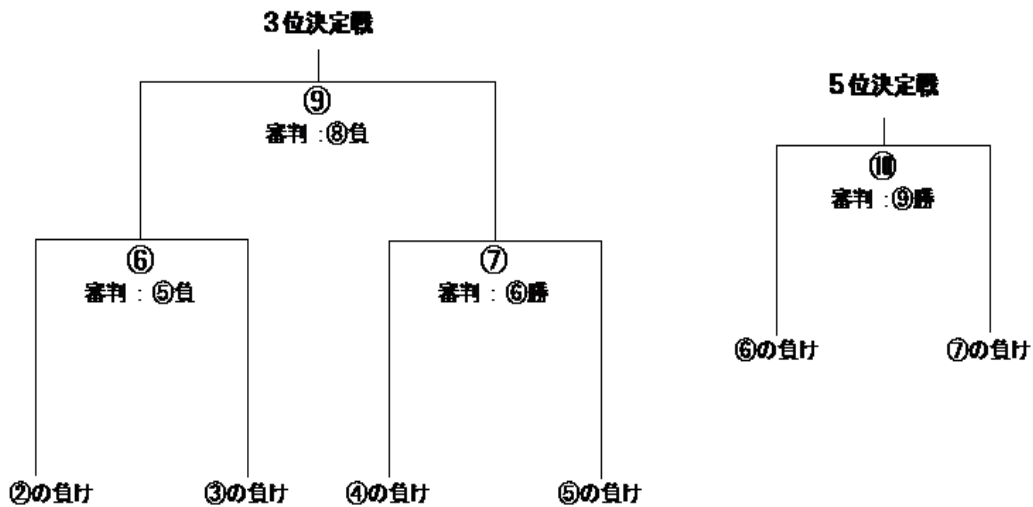 3位決定戦
⑨
審判:⑧負
⑥
審判:⑤負
⑦
審判:⑥勝
②の負け
③の負け
④の負け
⑤の負け
5位決定戦
⑩
審判:⑨勝
⑥の負け
⑦の負け